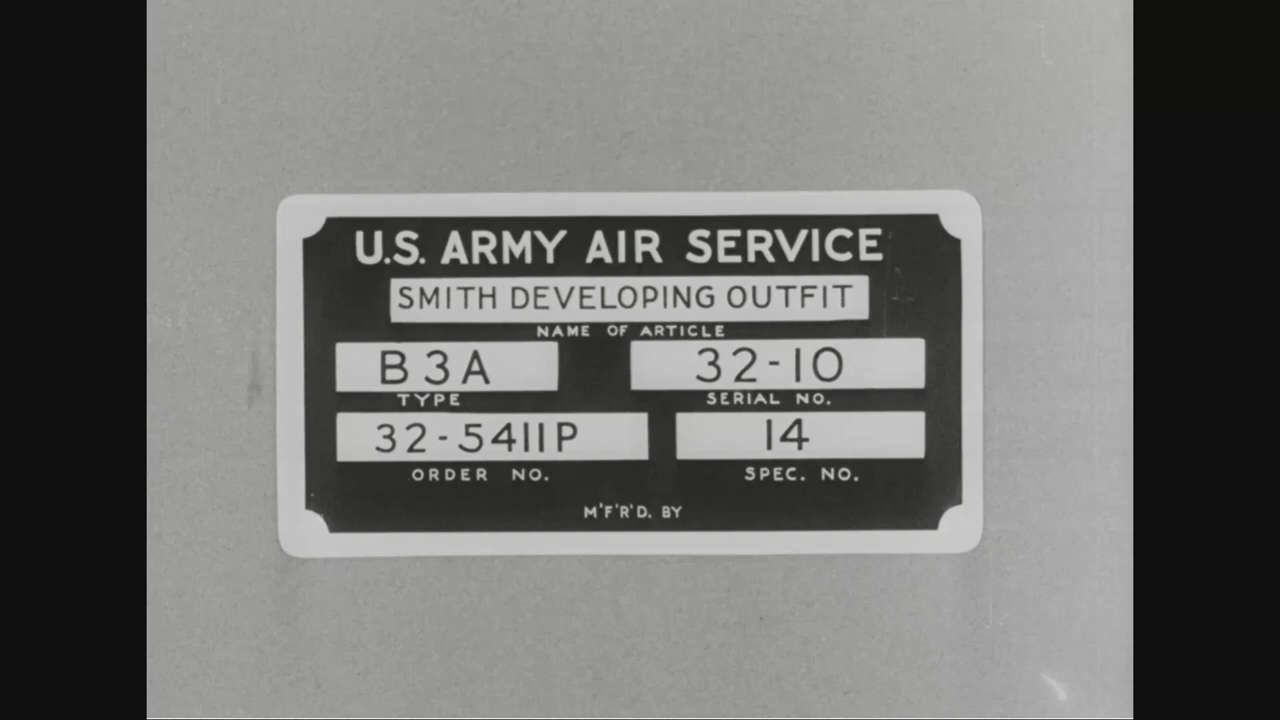 U.S. ARMY AIR SERVICE
SMITH DEVELOPING OUTFIT
NAME OF ARTICLE
B3A 32-10
TYPE SERIAL NO.
32-5411P 14
ORDER NO. SPEC. NO.
M'F'R'D. BY